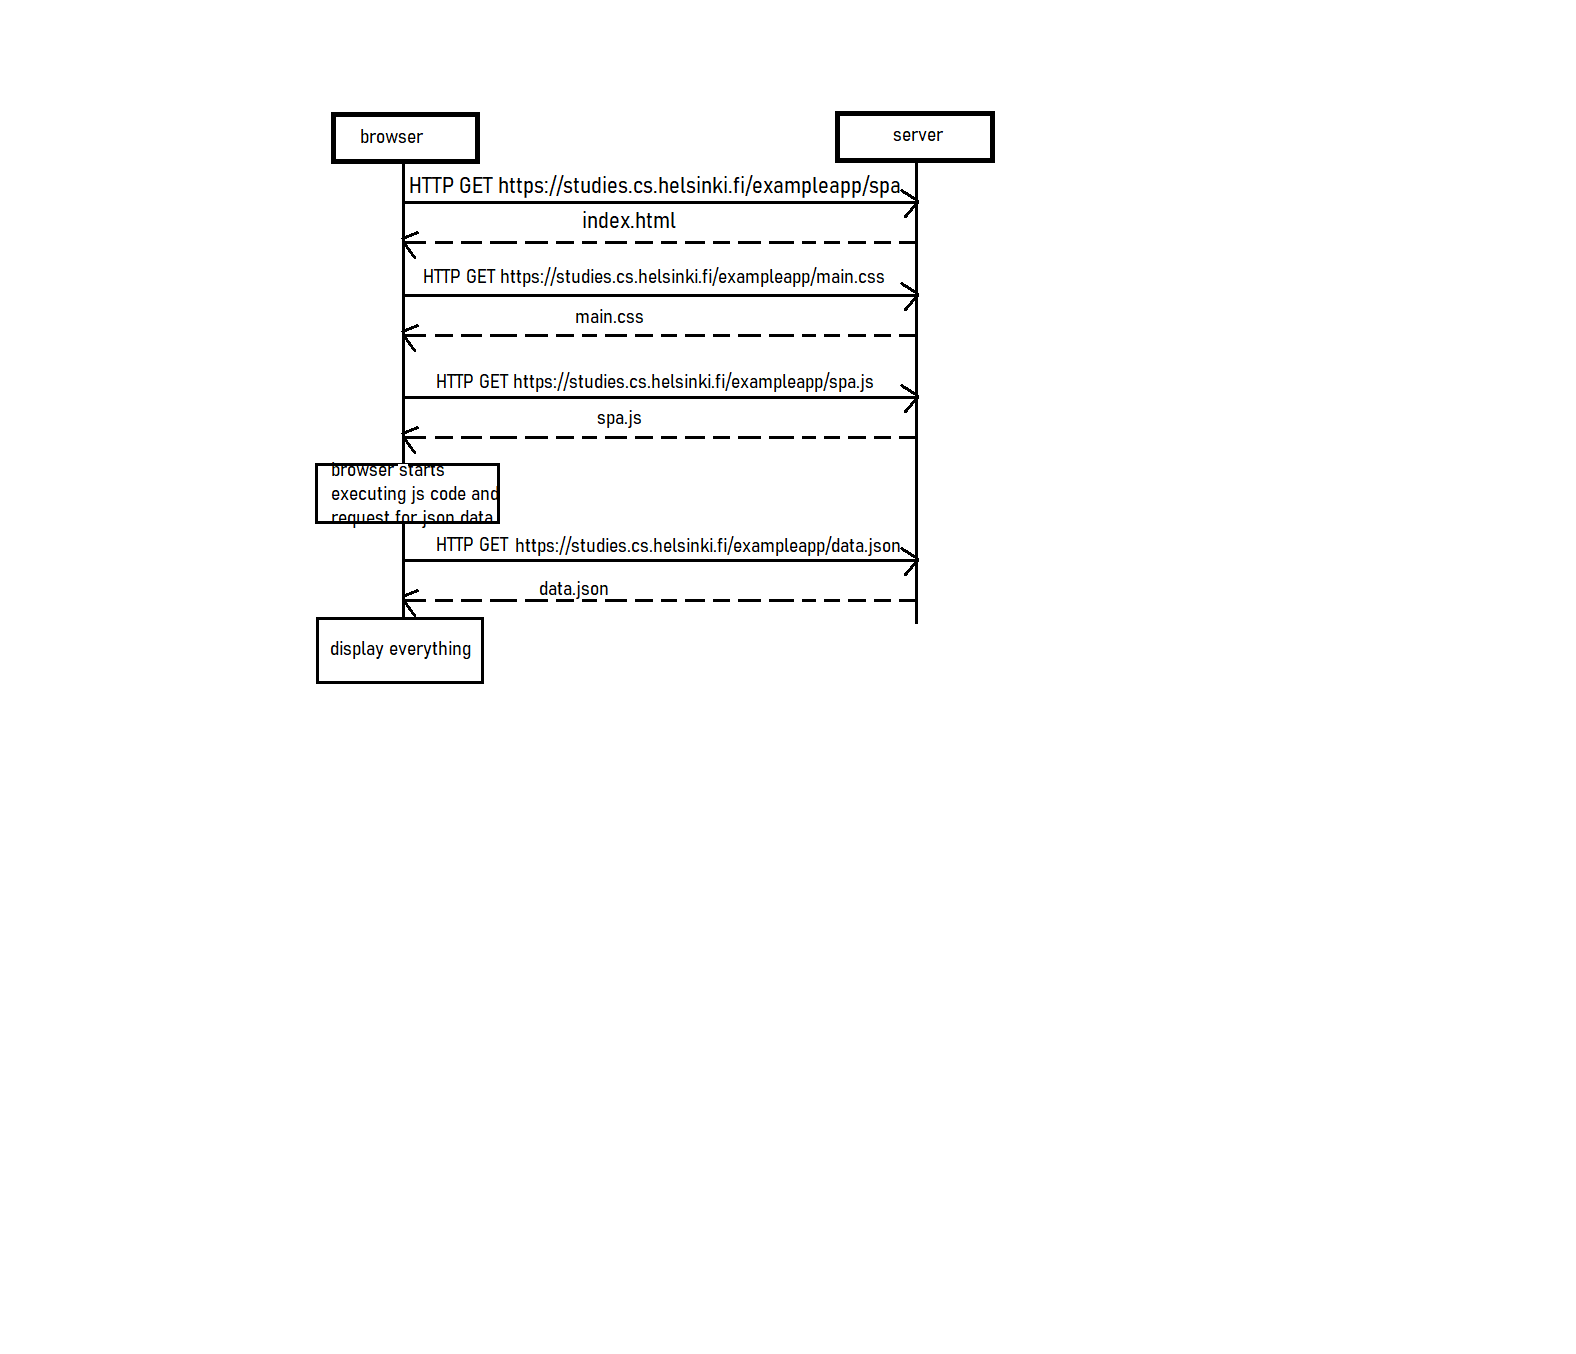 browser
server
HTTP GET https://studies.cs.helsinki.fi/exampleapp/spa
index.html
HTTP GET https://studies.cs.helsinki.fi/exampleapp/main.css
main.css
HTTP GET https://studies.cs.helsinki.fi/exampleapp/spa.js
spa.js
browser starts
executing js code and
request for json data
HTTP GET https://studies.cs.helsinki.fi/exampleapp/data.json
data.json
display everything